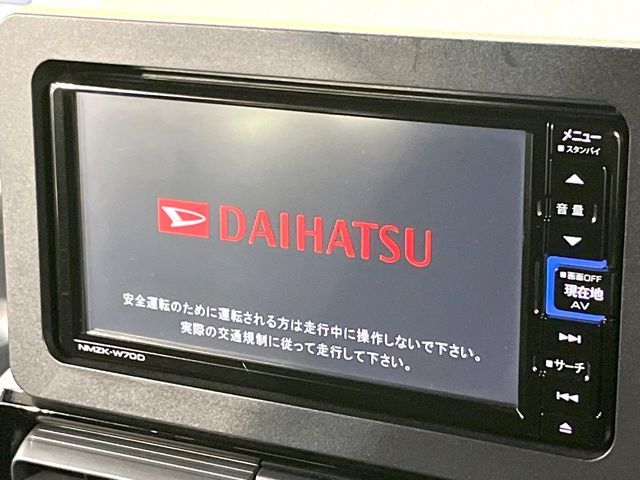 DAIHATSU
安全運転のために運転される方は走行中に操作しないで下さい。
実際の交通規制に従って走行して下さい。
NMZK-W70D
メニュー
スタンバイ
音量
画面OFF
現在地
AV
サーチ